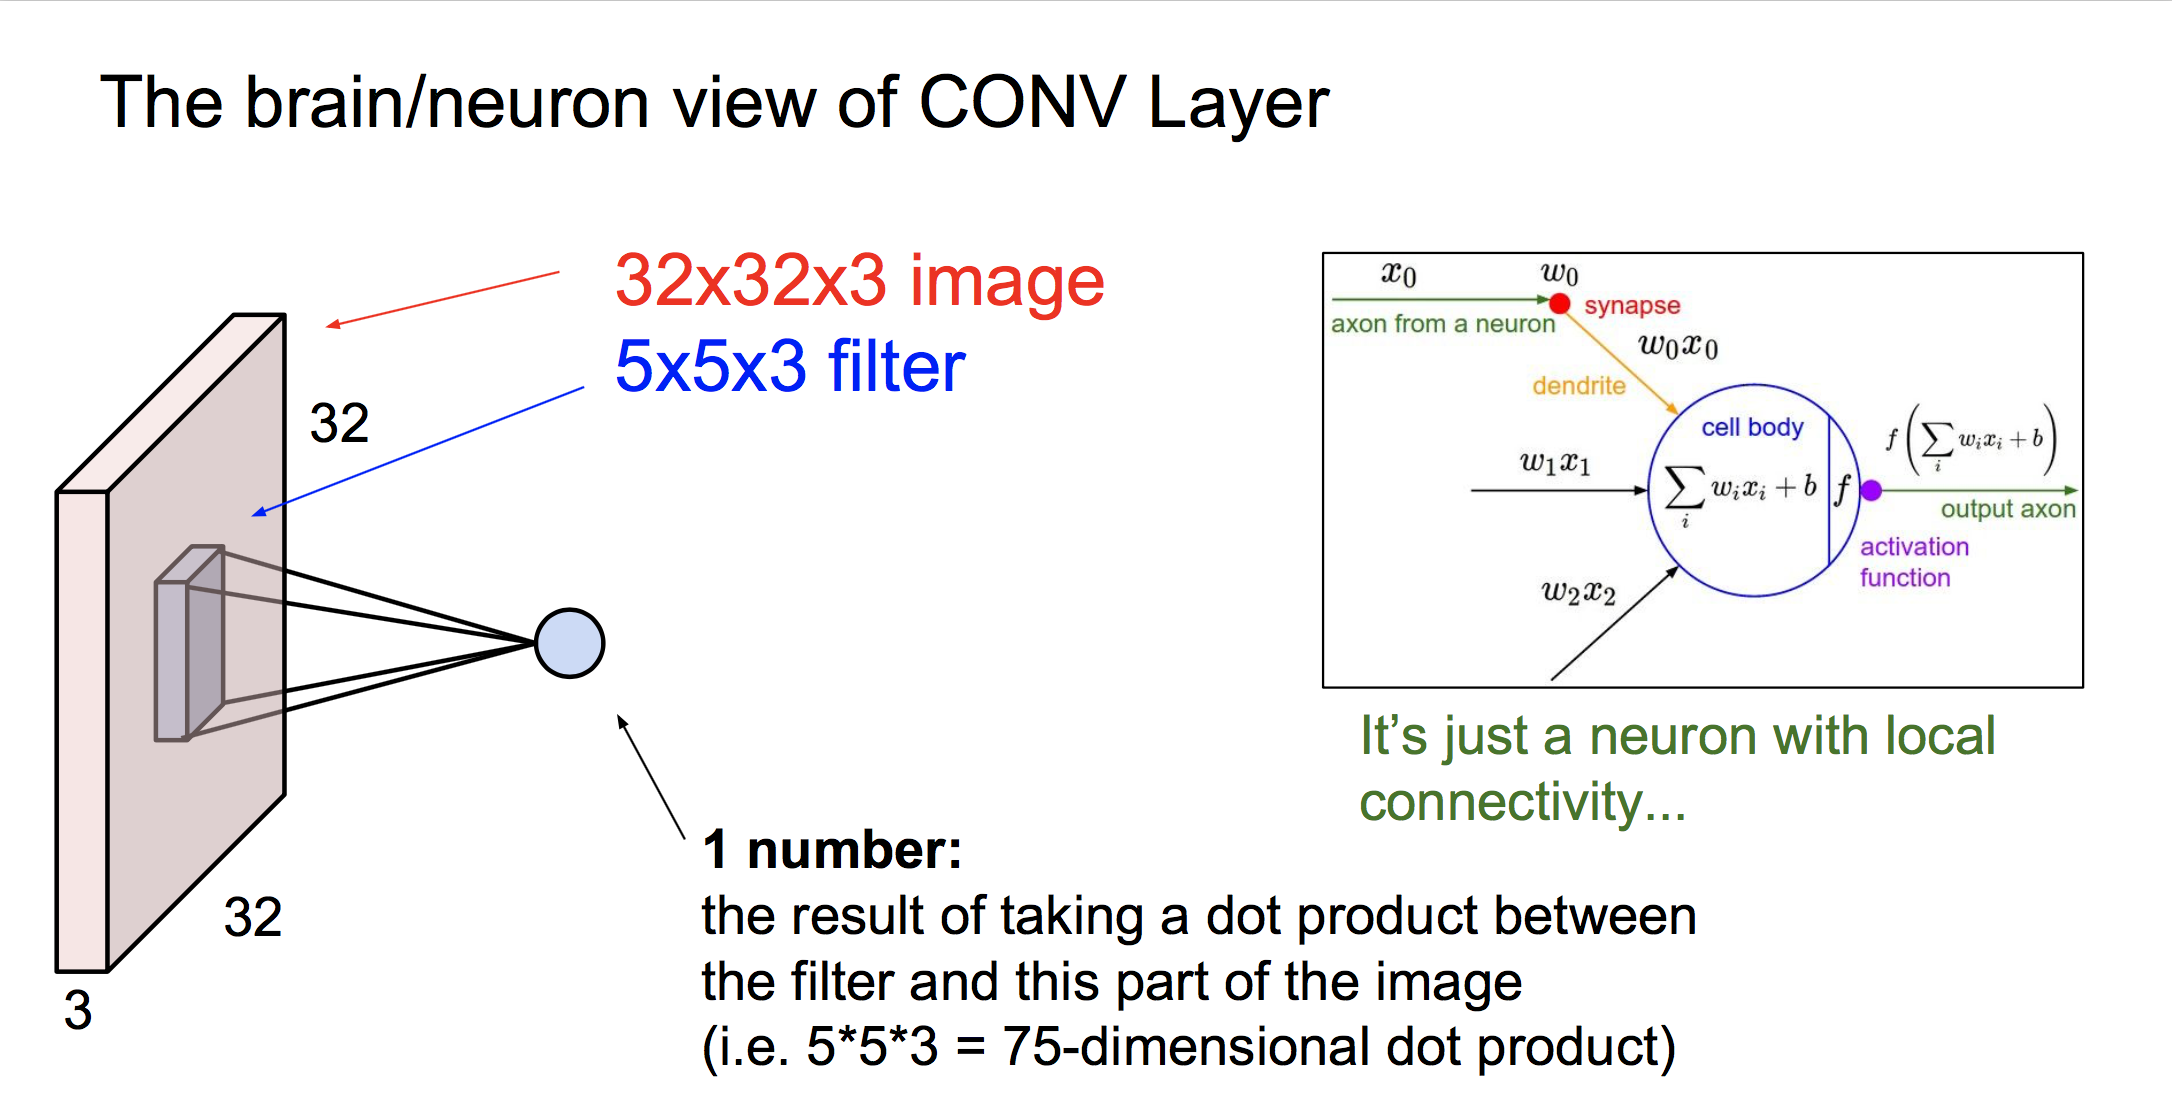 The brain/neuron view of CONV Layer
32x32x3 image
5x5x3 filter
32
32
3
1 number:
the result of taking a dot product between
the filter and this part of the image
(i.e. 5*5*3 = 75-dimensional dot product)
x₀ w₀
synapse
axon from a neuron
w₀x₀
dendrite
cell body
f(∑ᵢ wᵢxᵢ + b)
w₁x₁
∑ᵢ wᵢxᵢ + b f
output axon
activation
function
w₂x₂
It’s just a neuron with local
connectivity...